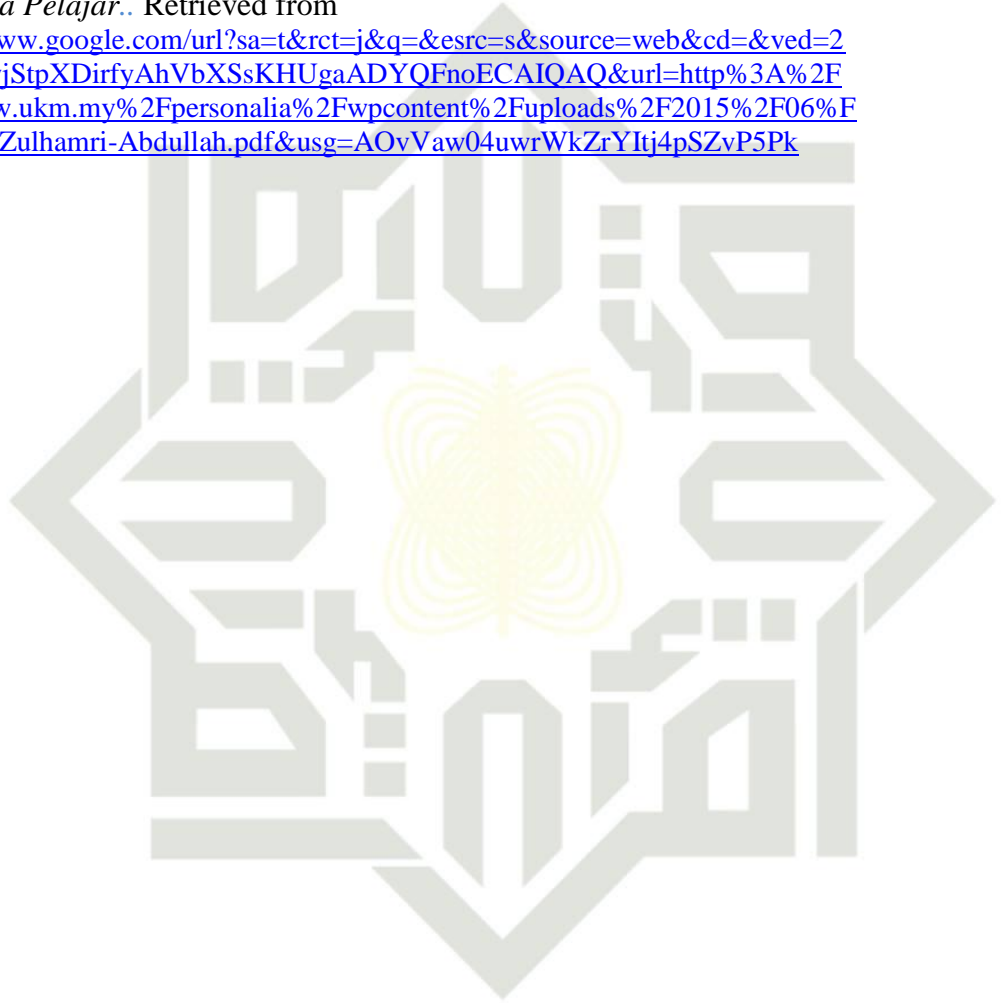 a Pelajar.. Retrieved from
ww.google.com/url?sa=t&rct=j&q=&esrc=s&source=web&cd=&ved=2
jStpXDirfyAhVbXSsKHUgaADYQFnoECAIQAQ&url=http%3A%2F
w.ukm.my%2Fpersonalia%2Fwpcontent%2Fuploads%2F2015%2F06%F
Zulhamri-Abdullah.pdf&usg=AOvVaw04uwrWkZrYItj4pSZvP5Pk